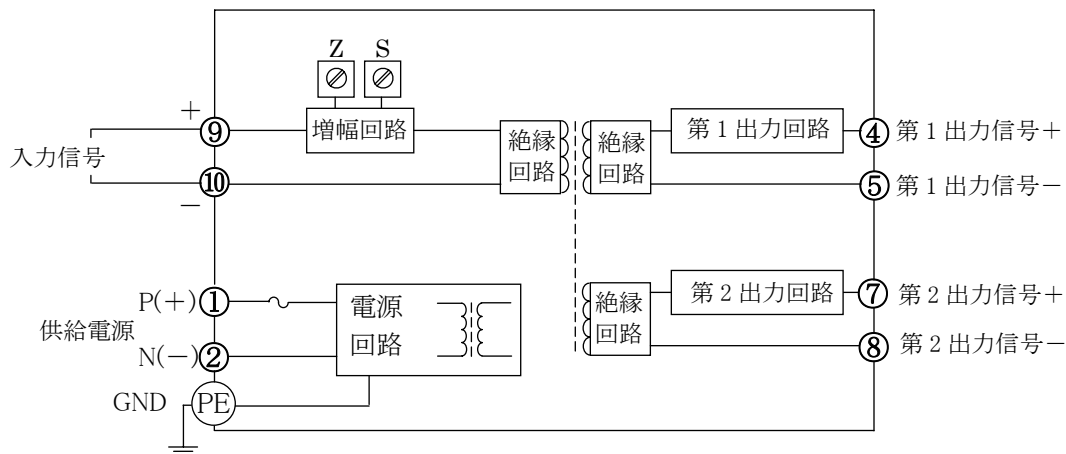 Z S
+
⑨ 増幅回路
絶縁
回路
絶縁
回路
第1出力回路
④ 第1出力信号+
入力信号
⑩
−
⑤ 第1出力信号−
P(+) ①
供給電源
N(−) ②
GND PE
電源
回路
絶縁
回路
第2出力回路
⑦ 第2出力信号+
⑧ 第2出力信号−